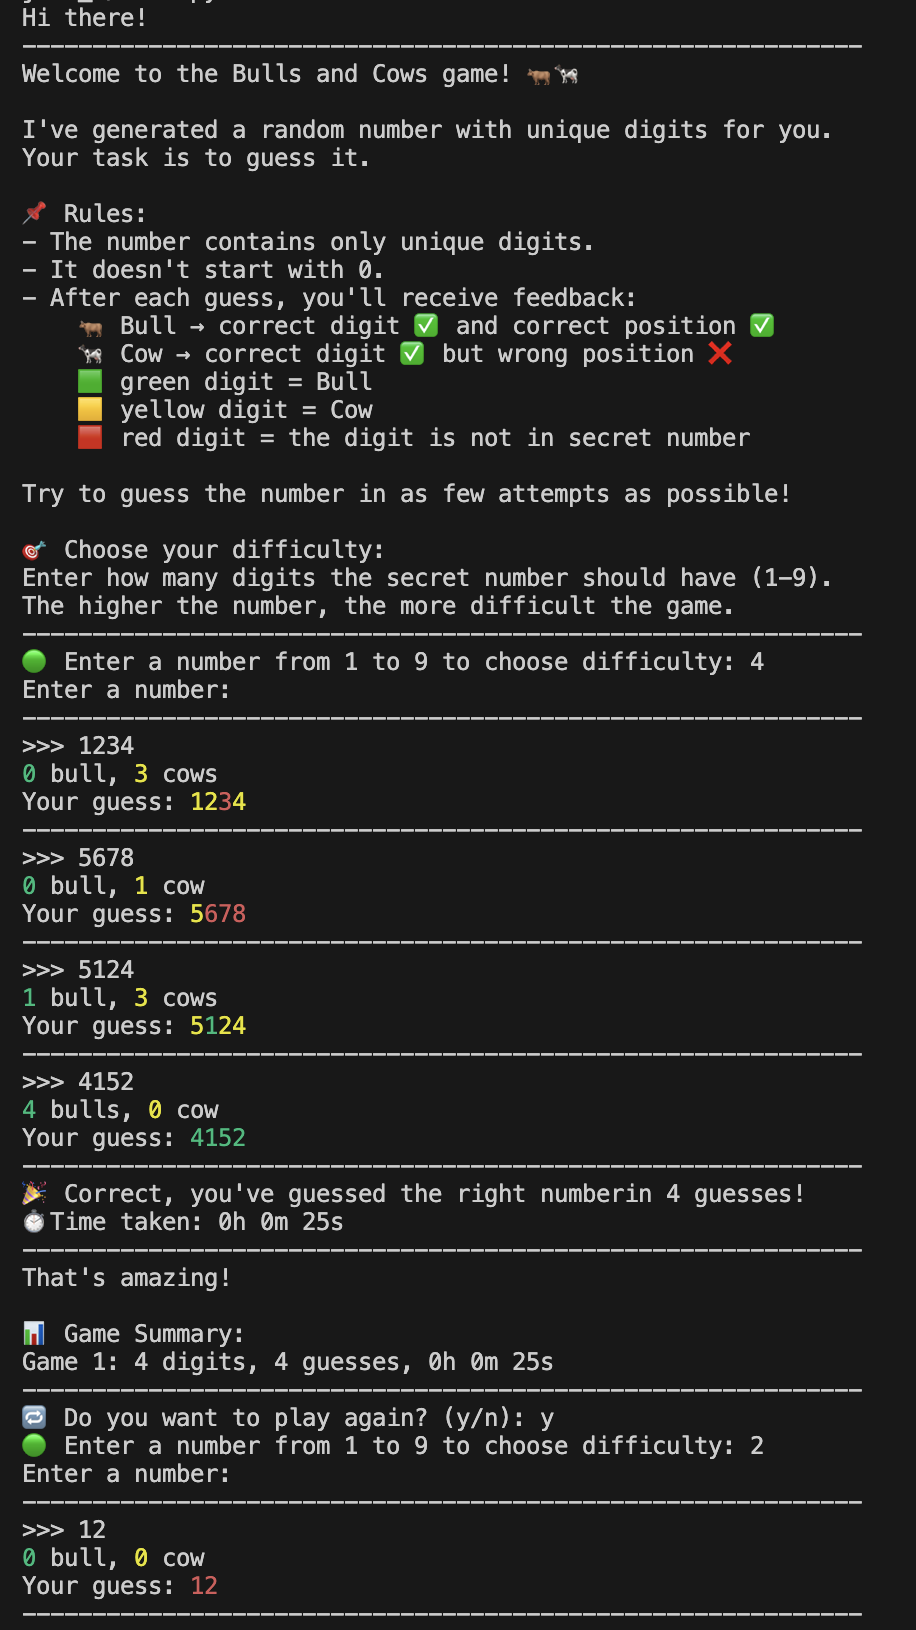 Hi there!
Welcome to the Bulls and Cows game! 🐂🐄
I've generated a random number with unique digits for you.
Your task is to guess it.
📌 Rules:
- The number contains only unique digits.
- It doesn't start with 0.
- After each guess, you'll receive feedback:
🐂 Bull → correct digit ✅ and correct position ✅
🐄 Cow → correct digit ✅ but wrong position ❌
🟩 green digit = Bull
🟨 yellow digit = Cow
🟥 red digit = the digit is not in secret number
Try to guess the number in as few attempts as possible!
🎯 Choose your difficulty:
Enter how many digits the secret number should have (1-9).
The higher the number, the more difficult the game.
🟢 Enter a number from 1 to 9 to choose difficulty: 4
Enter a number:
>>> 1234
0 bull, 3 cows
Your guess: 1234
>>> 5678
0 bull, 1 cow
Your guess: 5678
>>> 5124
1 bull, 3 cows
Your guess: 5124
>>> 4152
4 bulls, 0 cow
Your guess: 4152
🎉 Correct, you've guessed the right numberin 4 guesses!
⏱Time taken: 0h 0m 25s
That's amazing!
📊 Game Summary:
Game 1: 4 digits, 4 guesses, 0h 0m 25s
🔁 Do you want to play again? (y/n): y
🟢 Enter a number from 1 to 9 to choose difficulty: 2
Enter a number:
>>> 12
0 bull, 0 cow
Your guess: 12